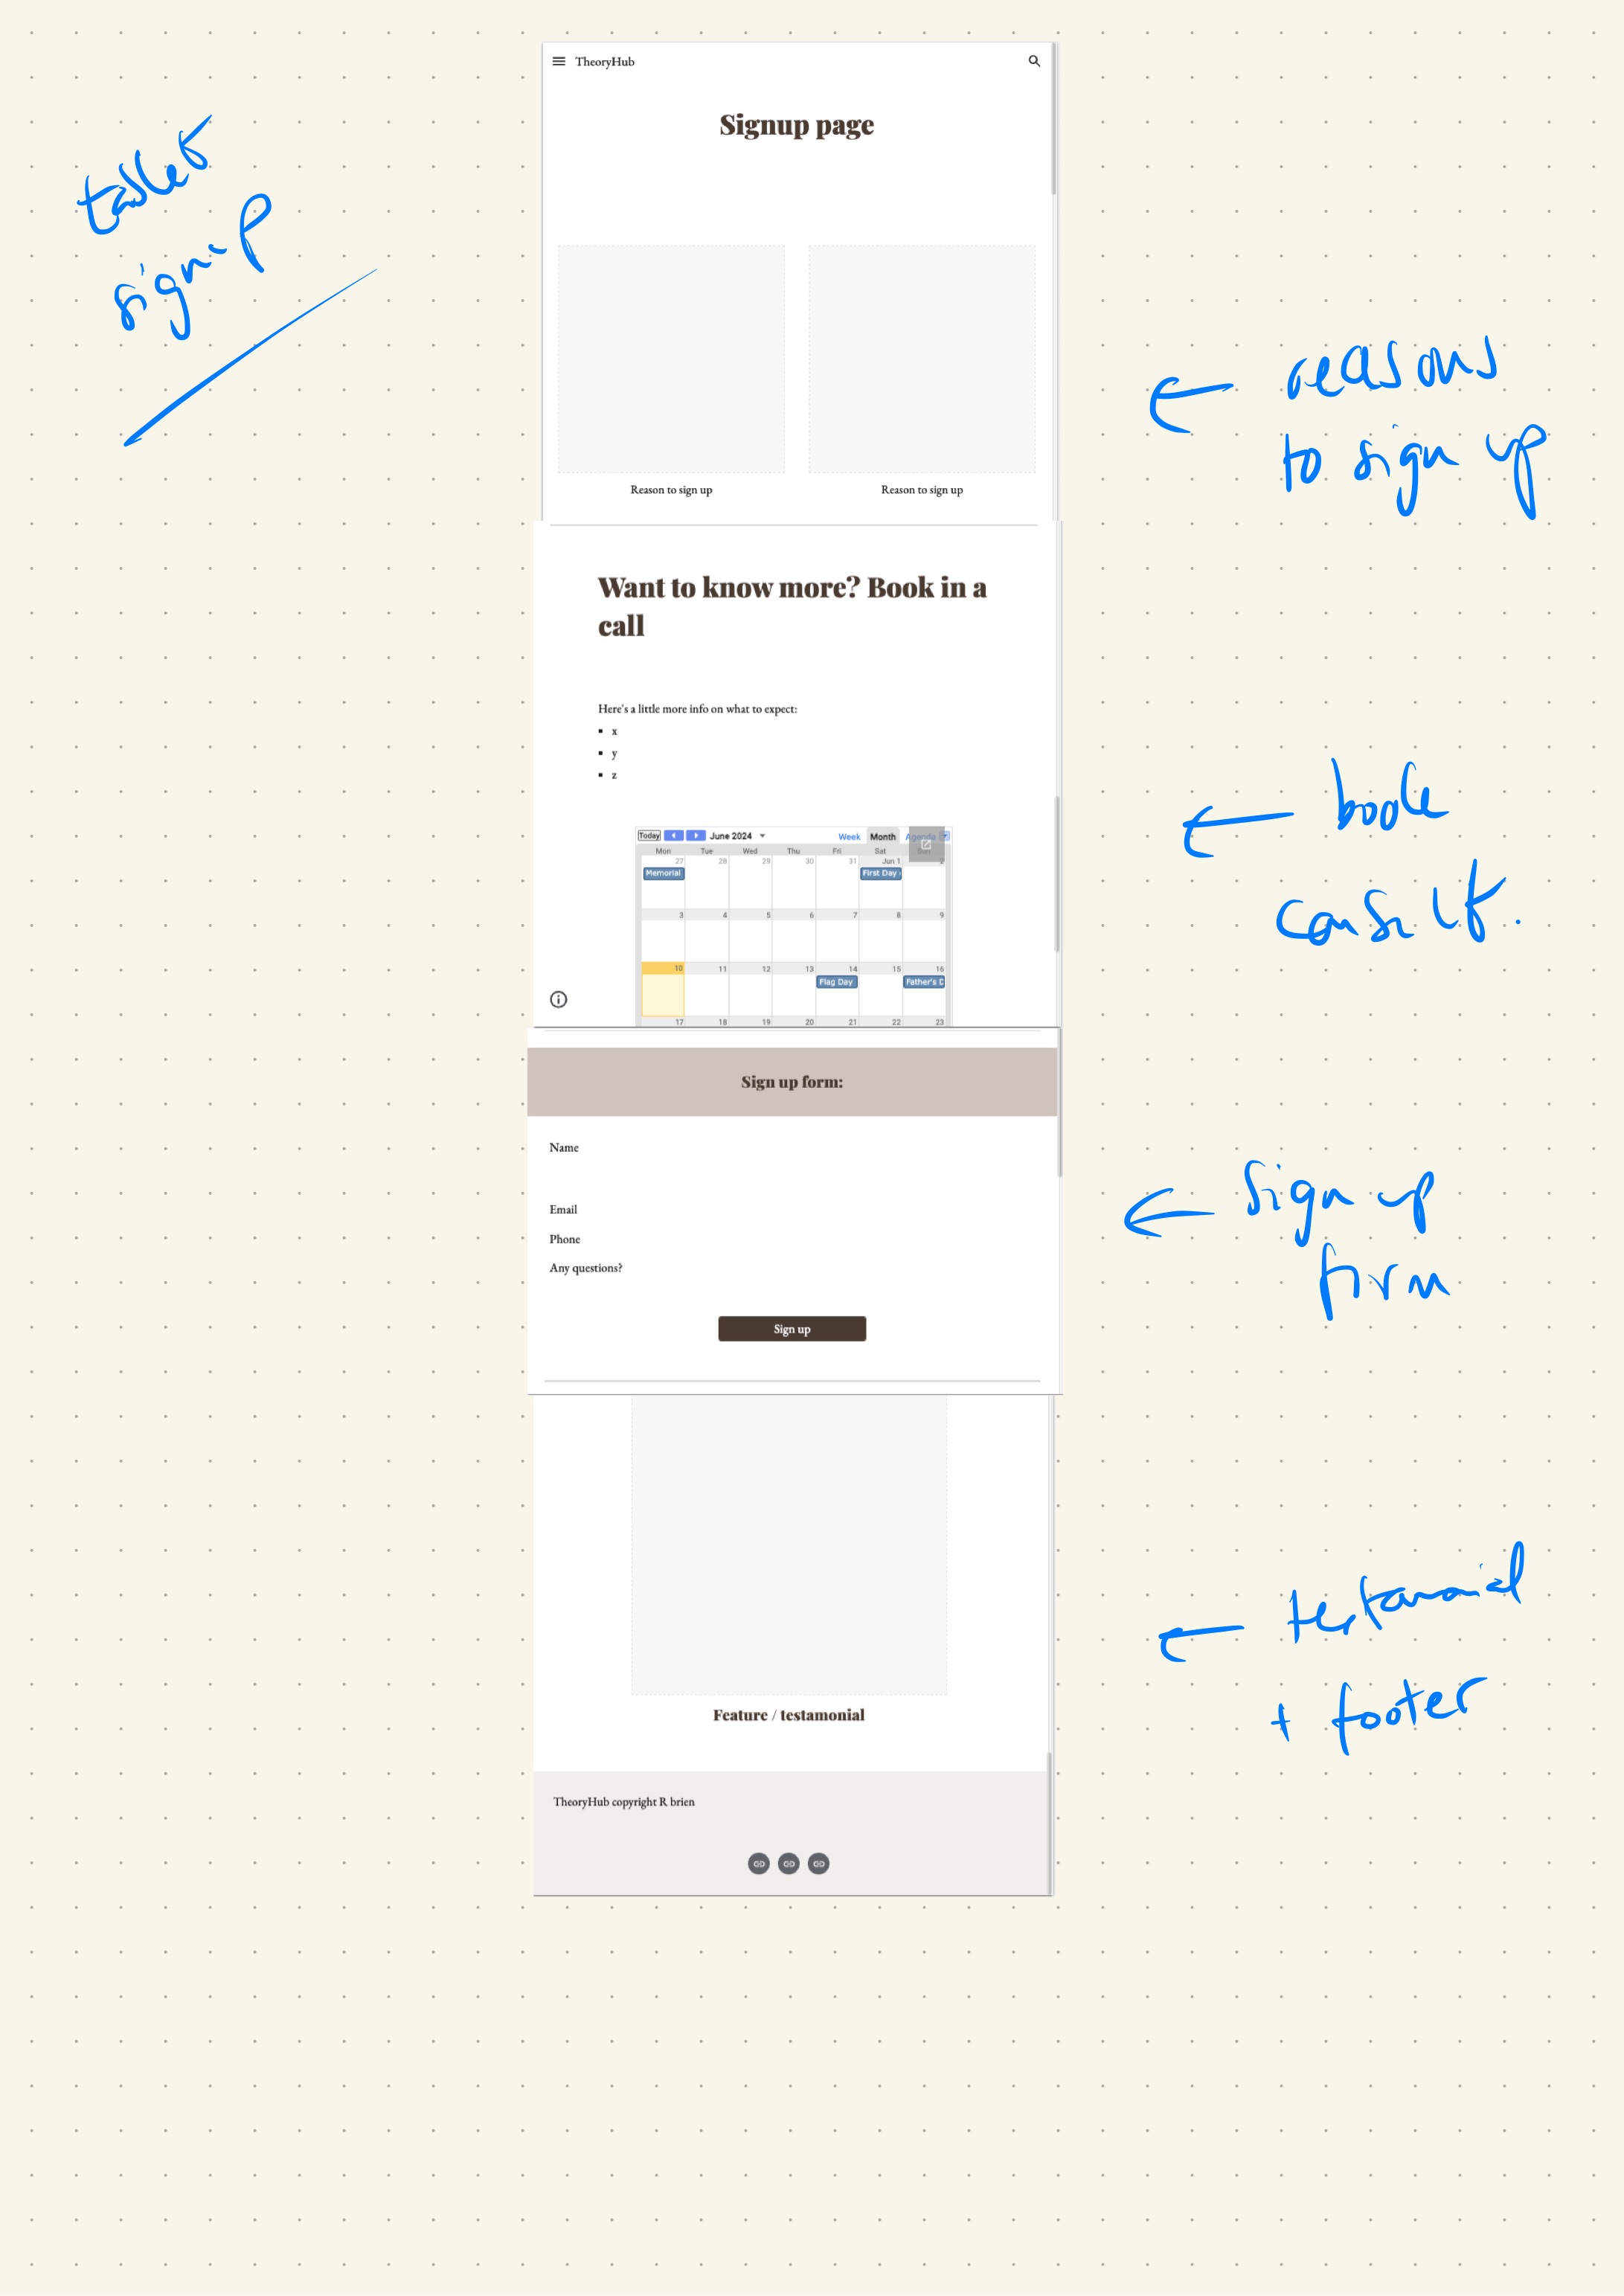 TheoryHub
Signup page
tablet
sign-p
Reason to sign up
Reason to sign up
← reasons
to sign up
Want to know more? Book in a
call
Here's a little more info on what to expect:
▪ x
▪ y
▪ z
← book
consult.
Today June 2024 Week Month Agenda
Mon Tue Wed Thu Fri Sat Sun
27 28 29 30 31 Jun 1 2
Memorial First Day
3 4 5 6 7 8 9
10 11 12 13 14 15 16
Flag Day Father's D
17 18 19 20 21 22 23
Sign up form:
Name
Email
Phone
Any questions?
Sign up
← Sign up
form
Feature / testamonial
← testamonial
+ footer
TheoryHub copyright R brien